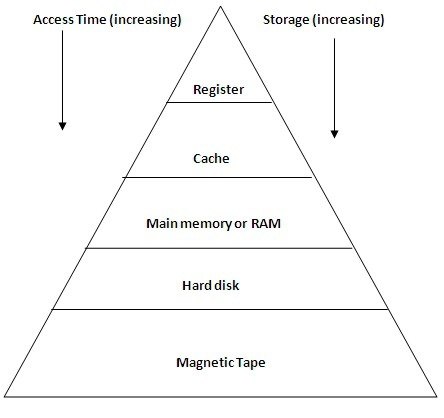 Access Time (increasing)
Storage (increasing)
Register
Cache
Main memory or RAM
Hard disk
Magnetic Tape